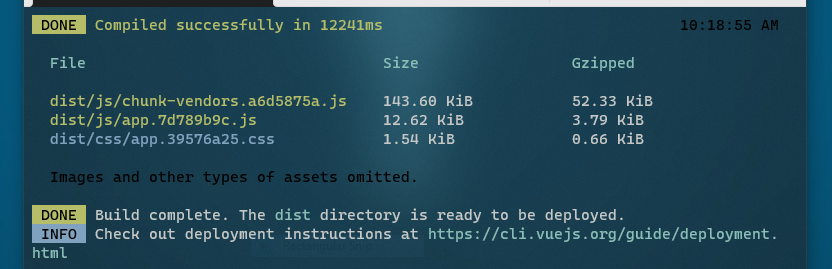 DONE Compiled successfully in 12241ms 10:18:55 AM
File Size Gzipped
dist/js/chunk-vendors.a6d5875a.js 143.60 KiB 52.33 KiB
dist/js/app.7d789b9c.js 12.62 KiB 3.79 KiB
dist/css/app.39576a25.css 1.54 KiB 0.66 KiB
Images and other types of assets omitted.
DONE Build complete. The dist directory is ready to be deployed.
INFO Check out deployment instructions at https://cli.vuejs.org/guide/deployment.
html